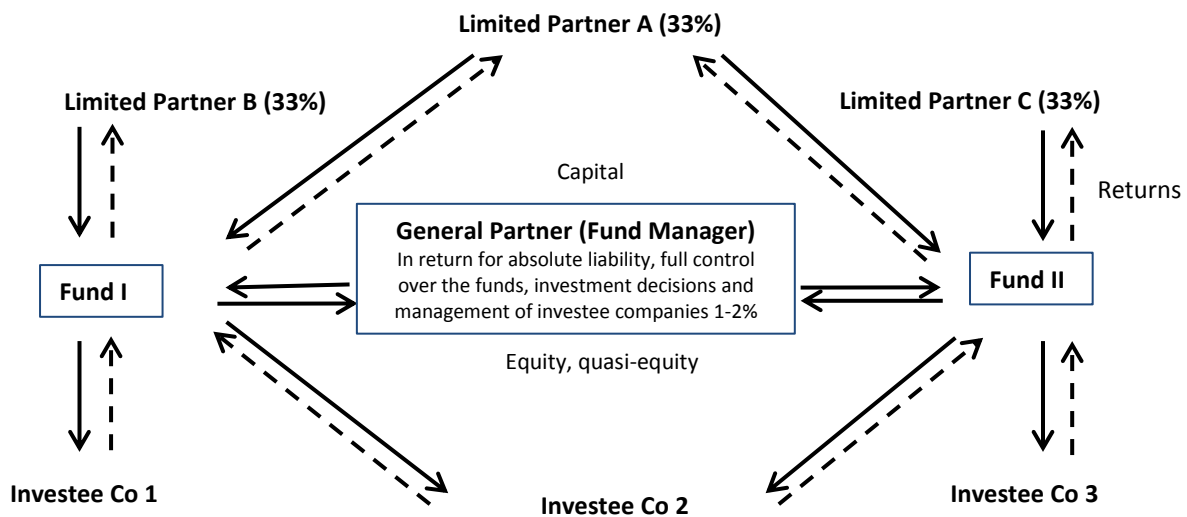 Limited Partner A (33%)
Limited Partner B (33%)
Limited Partner C (33%)
Capital
Returns
General Partner (Fund Manager)
In return for absolute liability, full control
over the funds, investment decisions and
management of investee companies 1-2%
Fund I
Fund II
Equity, quasi-equity
Investee Co 1
Investee Co 2
Investee Co 3